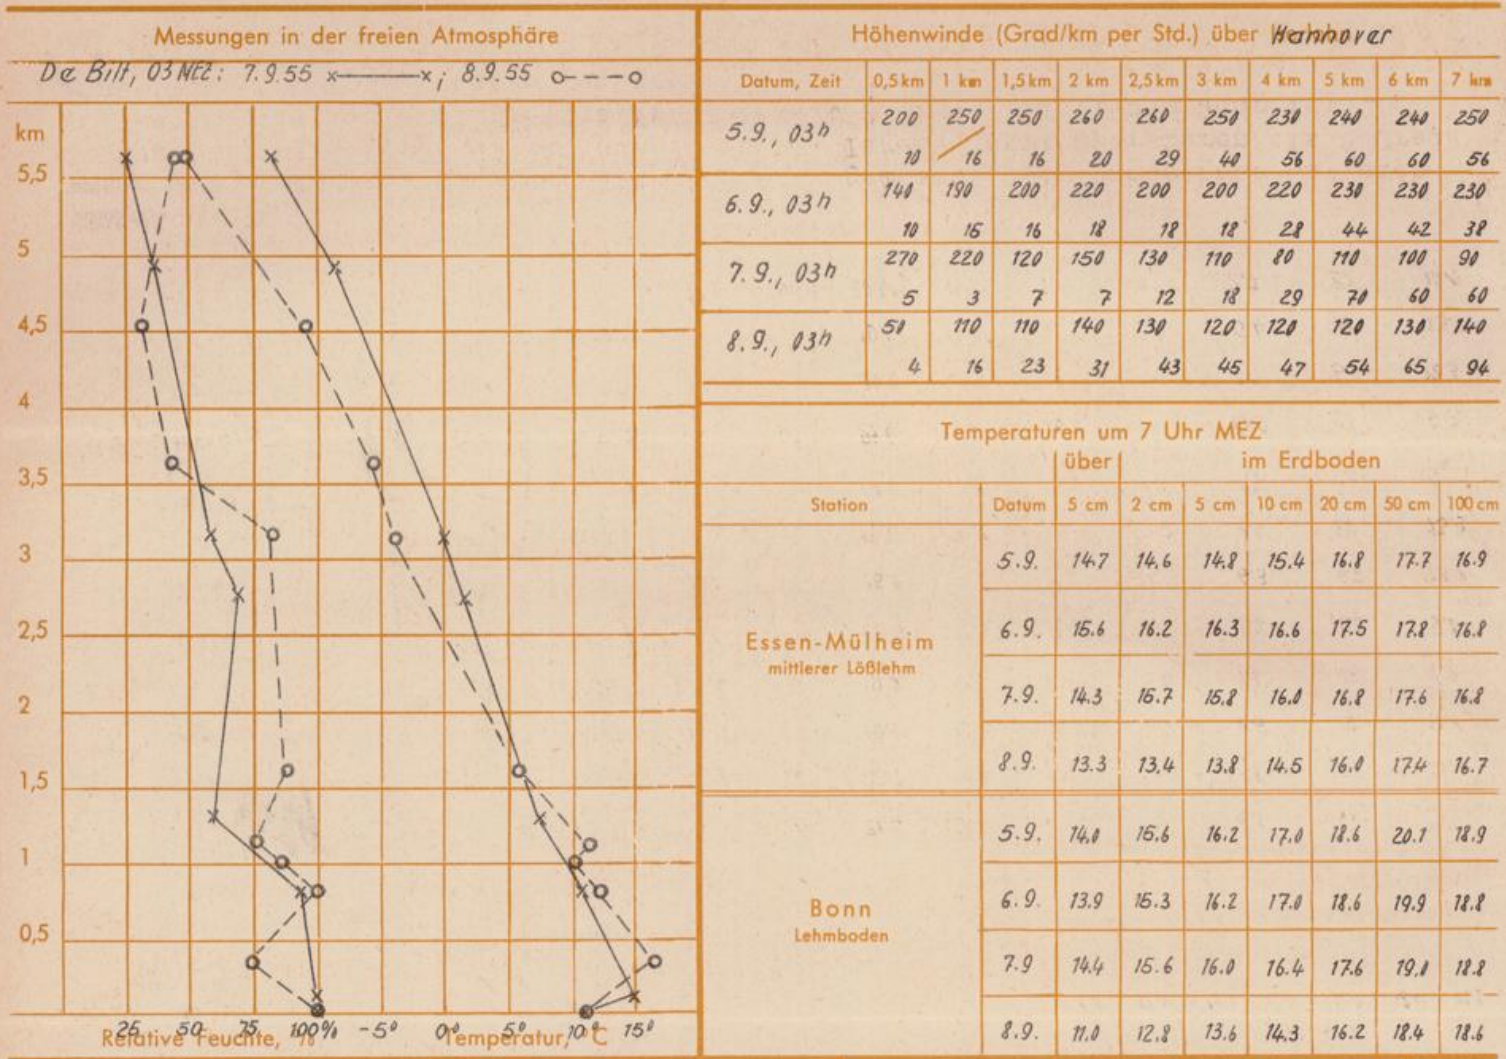 Messungen in der freien Atmosphäre
De Bilt, 03 MEZ: 7.9.55 x———x; 8.9.55 o---o
km
5,5
5
4,5
4
3,5
3
2,5
2
1,5
1
0,5
25 50 75 100% -5° 0° 5° 10° 15°
Relative Feuchte, % Temperatur, °C
Höhenwinde (Grad/km per Std.) über Hannover
Datum, Zeit 0,5 km 1 km 1,5 km 2 km 2,5 km 3 km 4 km 5 km 6 km 7 km
5.9., 03h 200 250 250 260 260 250 230 240 240 250
10 16 16 20 29 40 56 60 60 56
6.9., 03h 140 190 200 220 200 200 220 230 230 230
10 16 16 18 18 18 28 44 42 38
7.9., 03h 270 220 120 150 130 110 80 110 100 90
5 3 7 7 12 18 29 70 60 60
8.9., 03h 50 110 110 140 130 120 120 120 130 140
4 16 23 31 43 45 47 54 65 94
Temperaturen um 7 Uhr MEZ
über im Erdboden
Station Datum 5 cm 2 cm 5 cm 10 cm 20 cm 50 cm 100 cm
Essen-Mülheim
mittlerer Lößlehm
5.9. 14.7 14.6 14.8 15.4 16.8 17.7 16.9
6.9. 15.6 16.2 16.3 16.6 17.5 17.8 16.8
7.9. 14.3 15.7 15.8 16.0 16.8 17.6 16.8
8.9. 13.3 13.4 13.8 14.5 16.0 17.4 16.7
Bonn
Lehmboden
5.9. 14.0 15.6 16.2 17.0 18.6 20.1 18.9
6.9. 13.9 15.3 16.2 17.0 18.6 19.9 18.8
7.9 14.4 15.6 16.0 16.4 17.6 19.0 18.8
8.9. 11.0 12.8 13.6 14.3 16.2 18.4 18.6